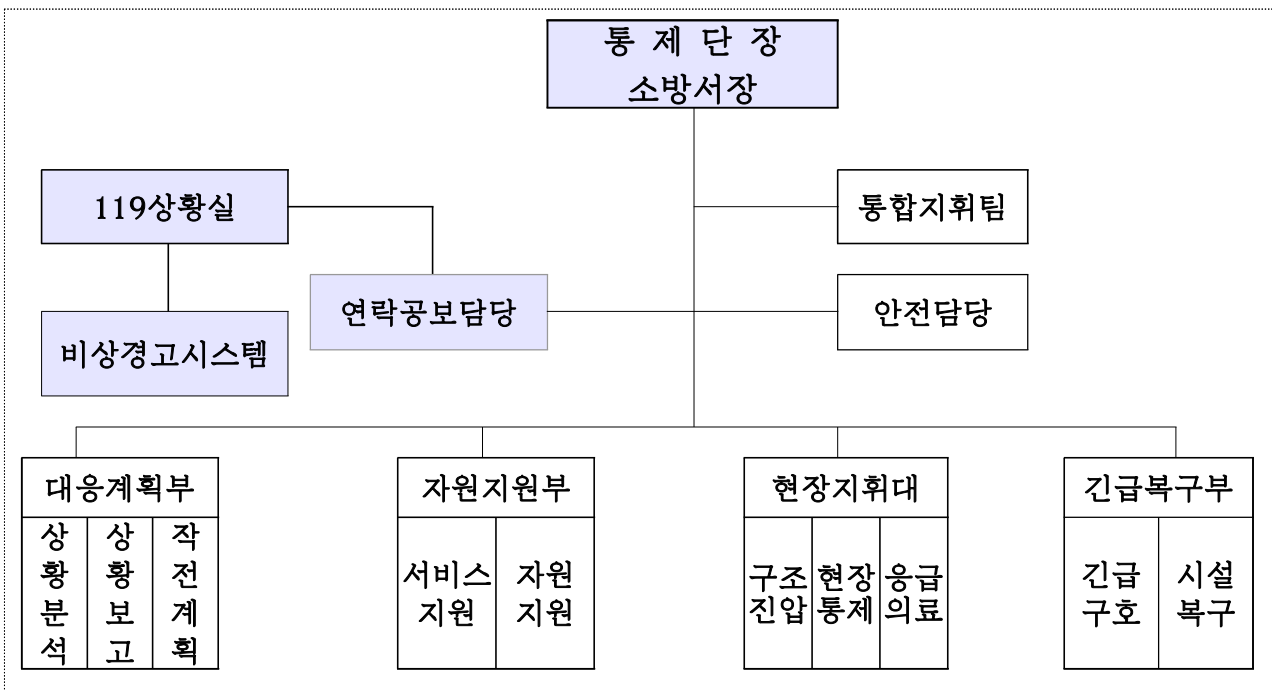 통 제 단 장
소방서장
119상황실
통합지휘팀
연락공보담당
안전담당
비상경고시스템
대응계획부
상황분석
상황보고
작전계획
자원지원부
서비스
지원
자원
지원
현장지휘대
구조
진압
현장
통제
응급
의료
긴급복구부
긴급
구호
시설
복구